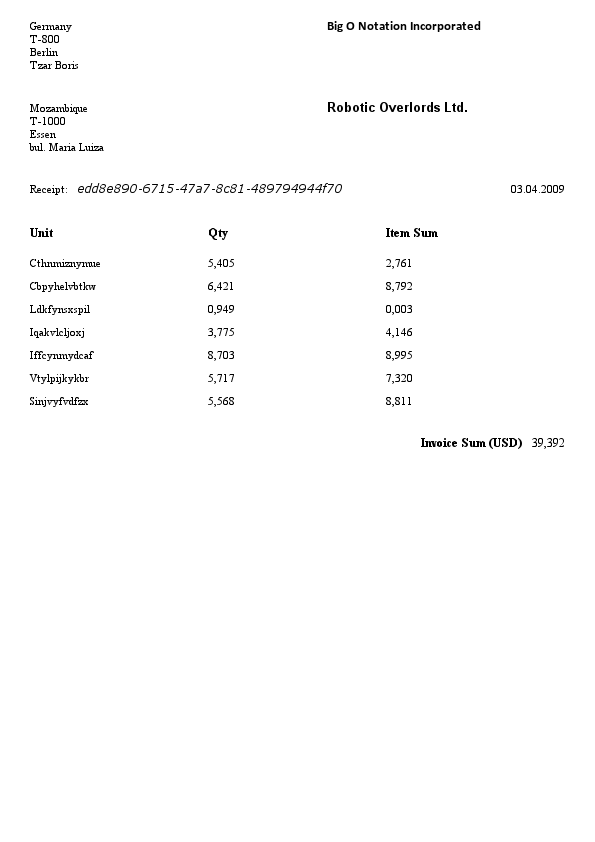 Germany
Big O Notation Incorporated
T-800
Berlin
Tzar Boris
Mozambique
Robotic Overlords Ltd.
T-1000
Essen
bul. Maria Luiza
Receipt: edd8e890-6715-47a7-8c81-489794944f70 03.04.2009
Unit Qty Item Sum
Cthnmiznymue 5,405 2,761
Cbpyhelvbtkw 6,421 8,792
Ldkfynsxspil 0,949 0,003
Iqakvlcljoxj 3,775 4,146
Iffcynmydcaf 8,703 8,995
Vtylpijkykbr 5,717 7,320
Sinjvyfvdfzx 5,568 8,811
Invoice Sum (USD) 39,392